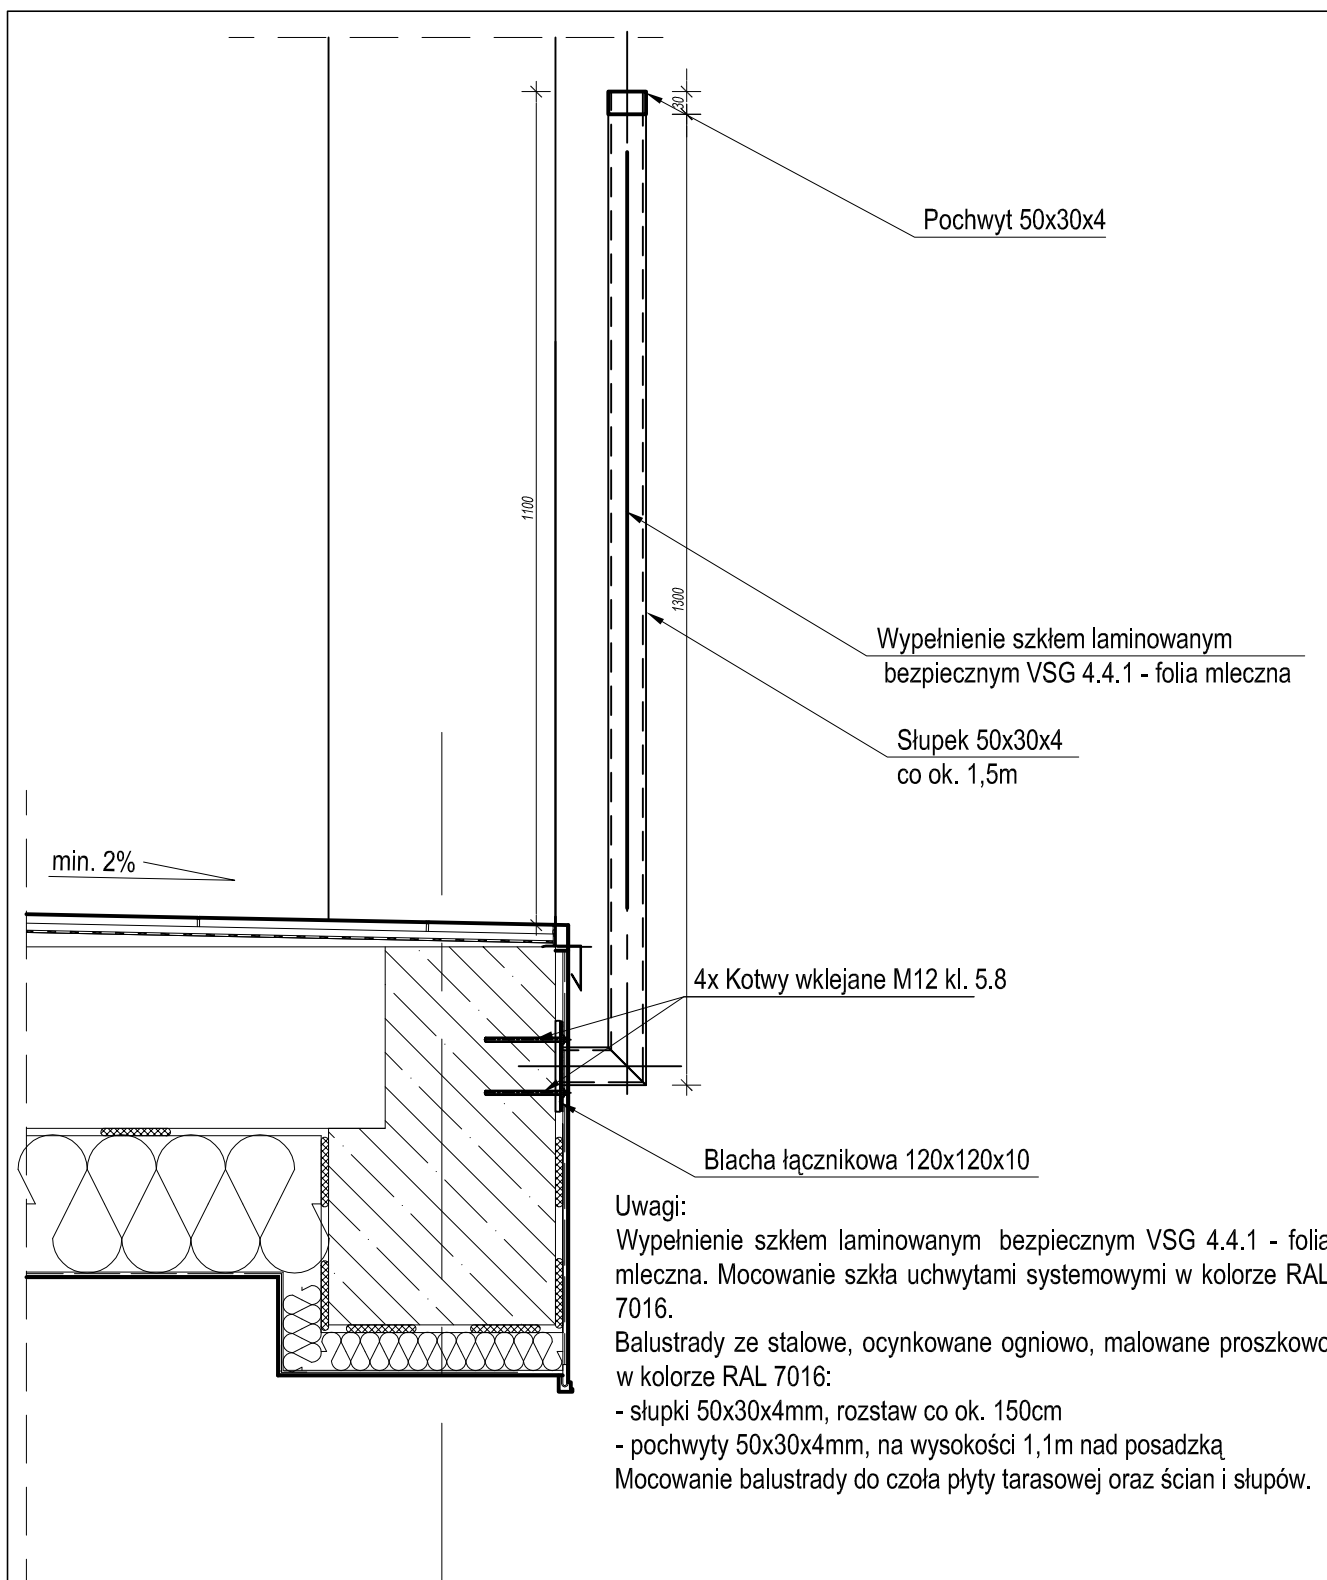 30
Pochwyt 50x30x4
1100
1300
Wypełnienie szkłem laminowanym
bezpiecznym VSG 4.4.1 - folia mleczna
Słupek 50x30x4
co ok. 1,5m
min. 2%
4x Kotwy wklejane M12 kl. 5.8
Blacha łącznikowa 120x120x10
Uwagi:
Wypełnienie szkłem laminowanym bezpiecznym VSG 4.4.1 - folia
mleczna. Mocowanie szkła uchwytami systemowymi w kolorze RAL
7016.
Balustrady ze stalowe, ocynkowane ogniowo, malowane proszkowo
w kolorze RAL 7016:
- słupki 50x30x4mm, rozstaw co ok. 150cm
- pochwyty 50x30x4mm, na wysokości 1,1m nad posadzką
Mocowanie balustrady do czoła płyty tarasowej oraz ścian i słupów.